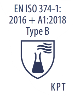 EN ISO 374-1:
2016 + A1:2018
Type B
KPT